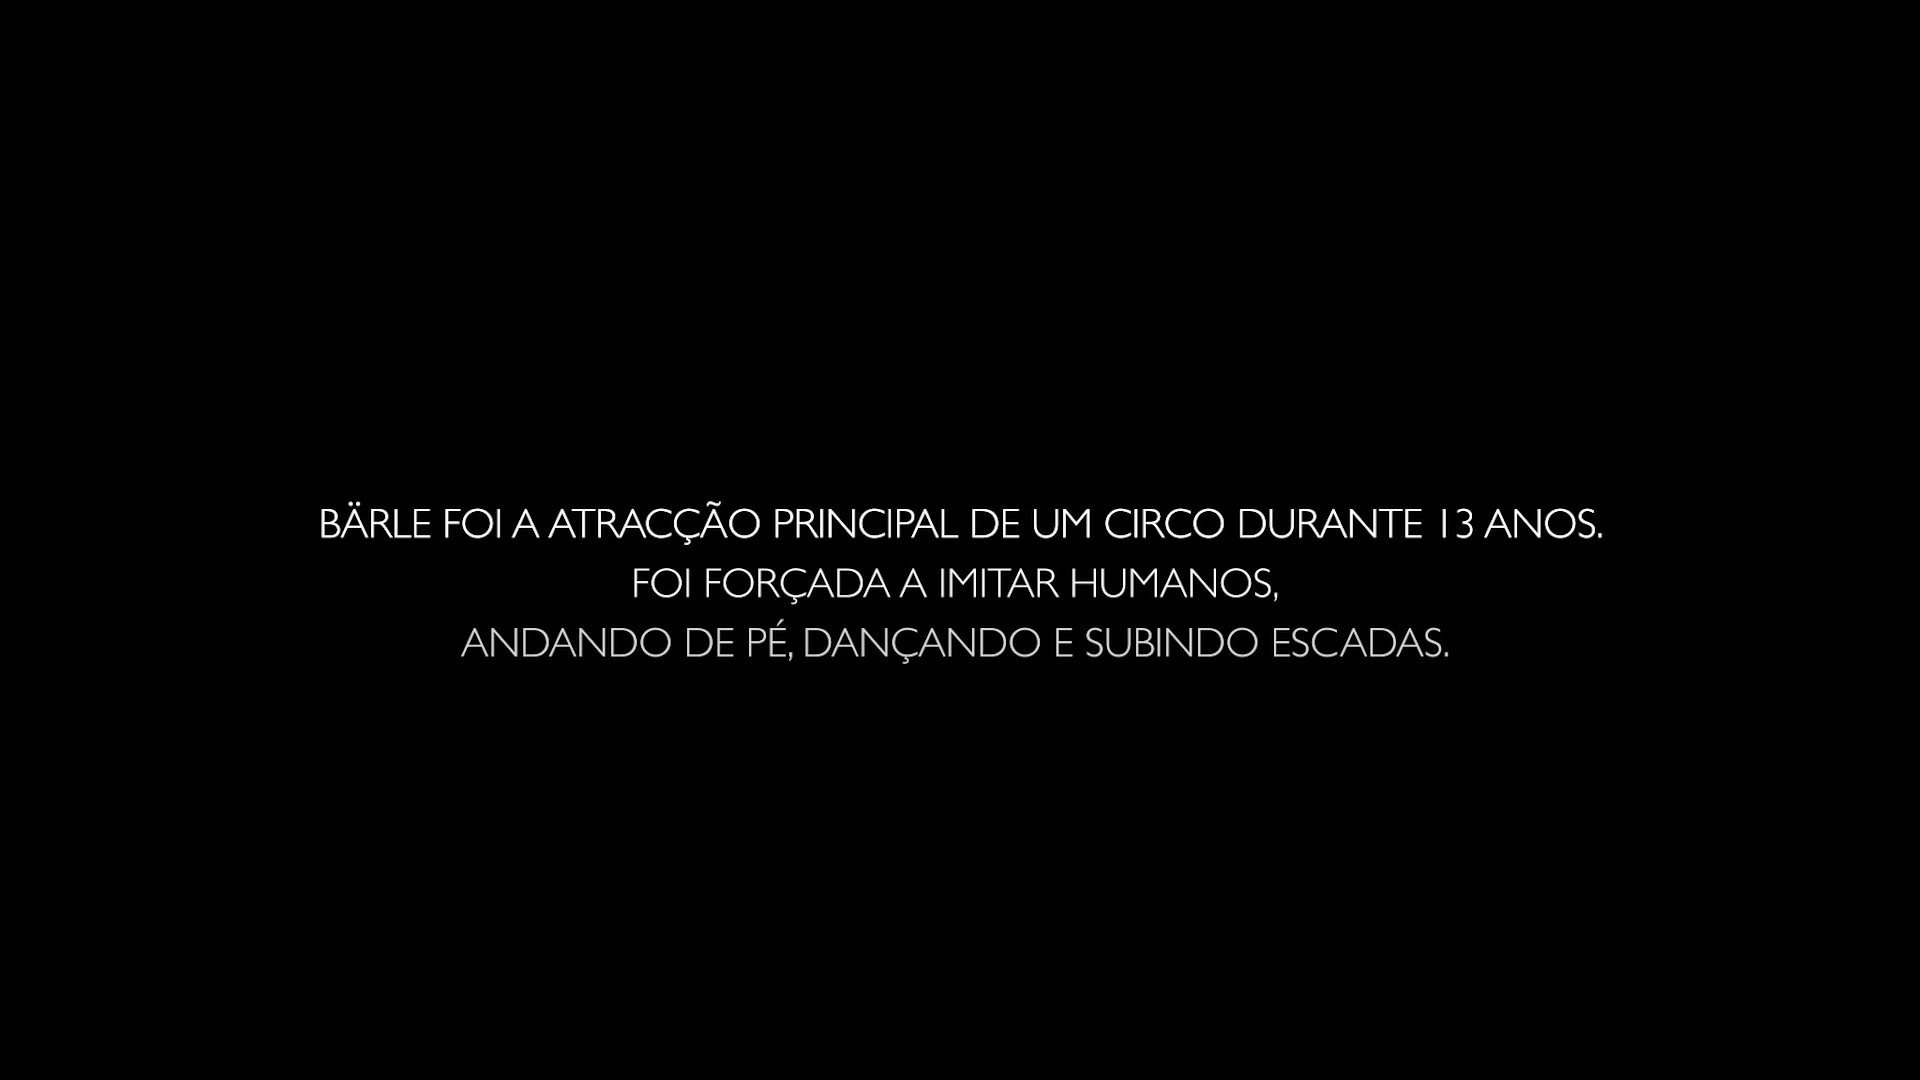 BÄRLE FOI A ATRACÇÃO PRINCIPAL DE UM CIRCO DURANTE 13 ANOS.
FOI FORÇADA A IMITAR HUMANOS,
ANDANDO DE PÉ, DANÇANDO E SUBINDO ESCADAS.